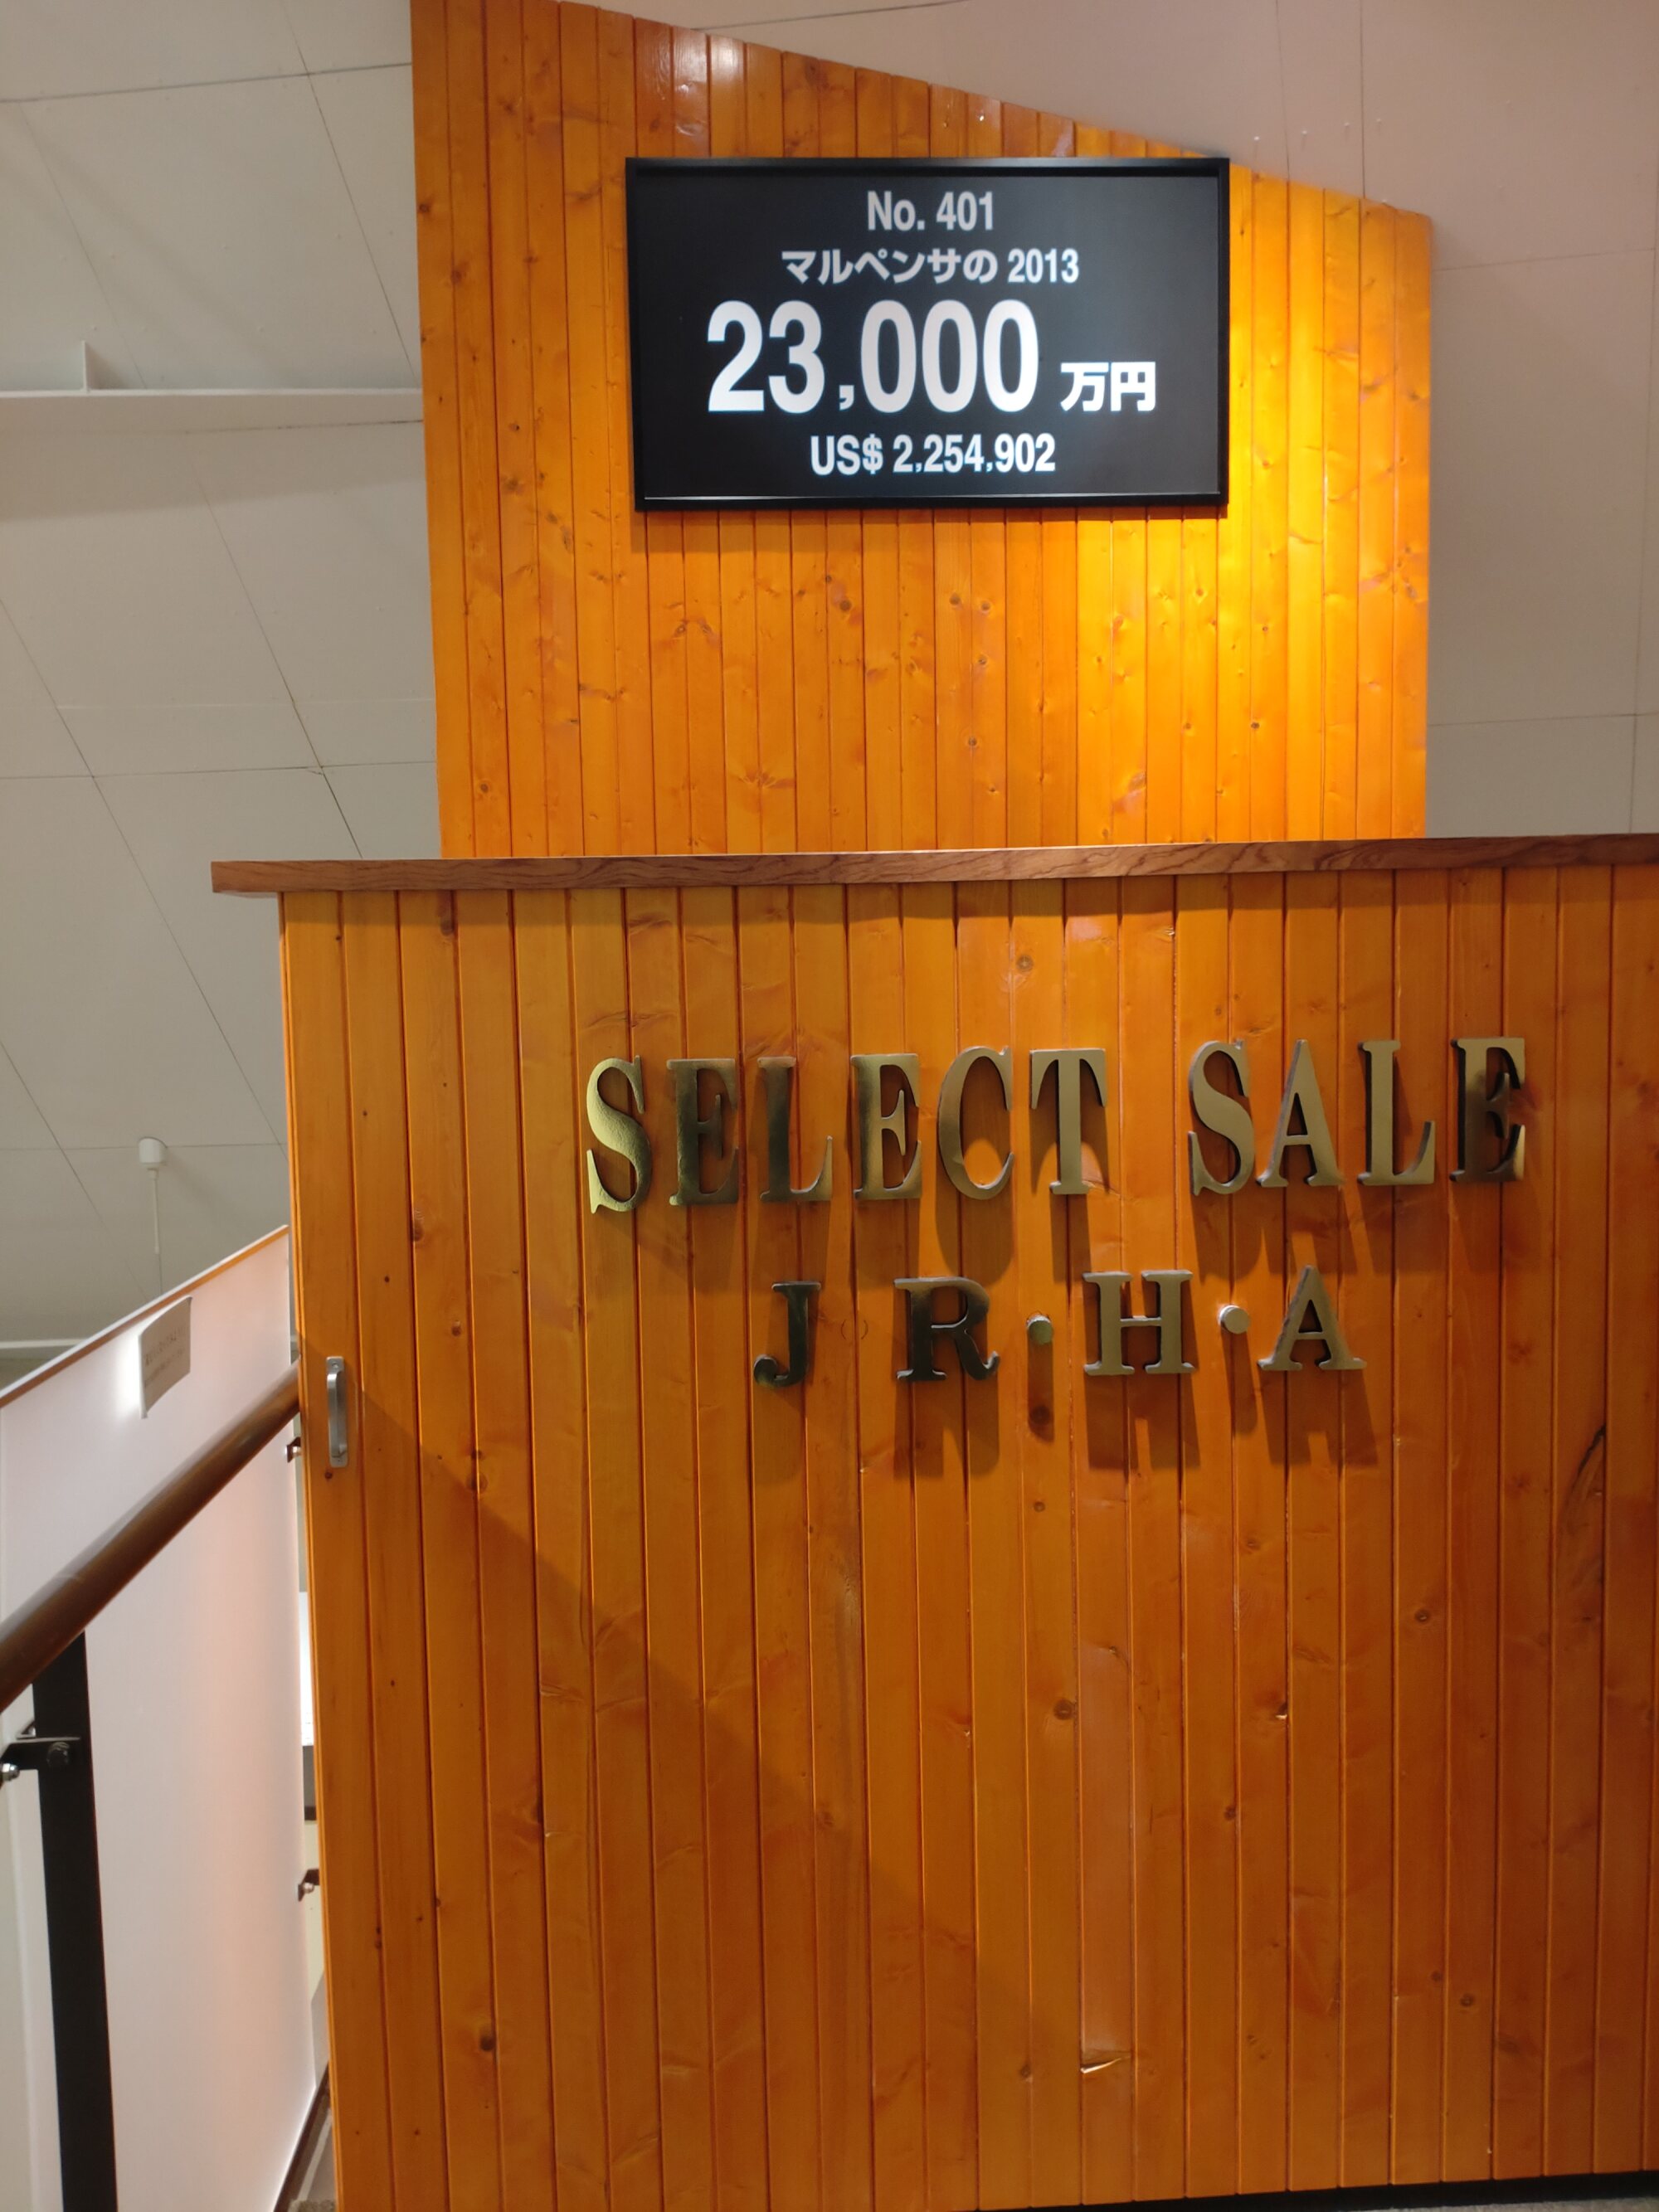 No. 401
マルペンサの 2013
23,000 万円
US$ 2,254,902
SELECT SALE
J R・H・A